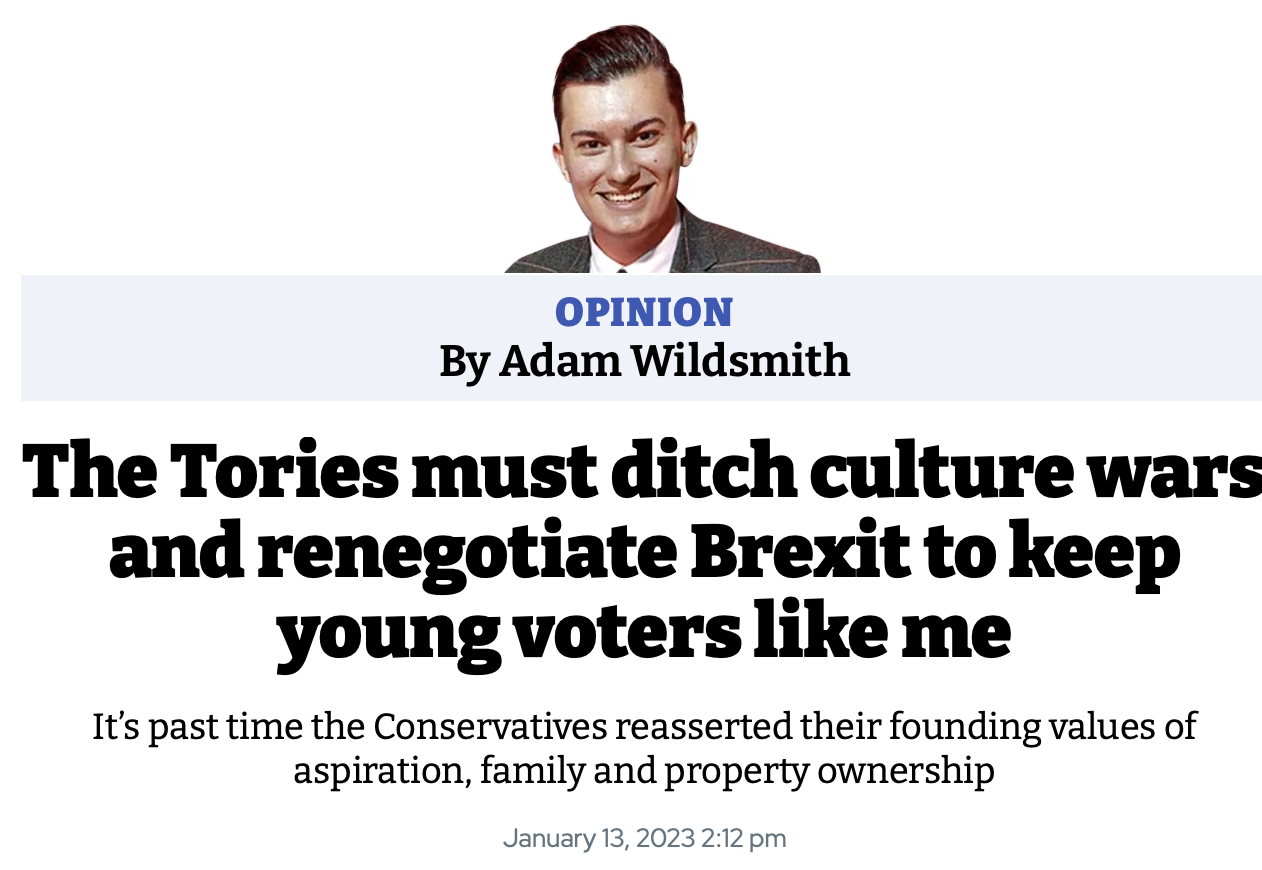 OPINION
By Adam Wildsmith
The Tories must ditch culture wars
and renegotiate Brexit to keep
young voters like me
It’s past time the Conservatives reasserted their founding values of
aspiration, family and property ownership
January 13, 2023 2:12 pm